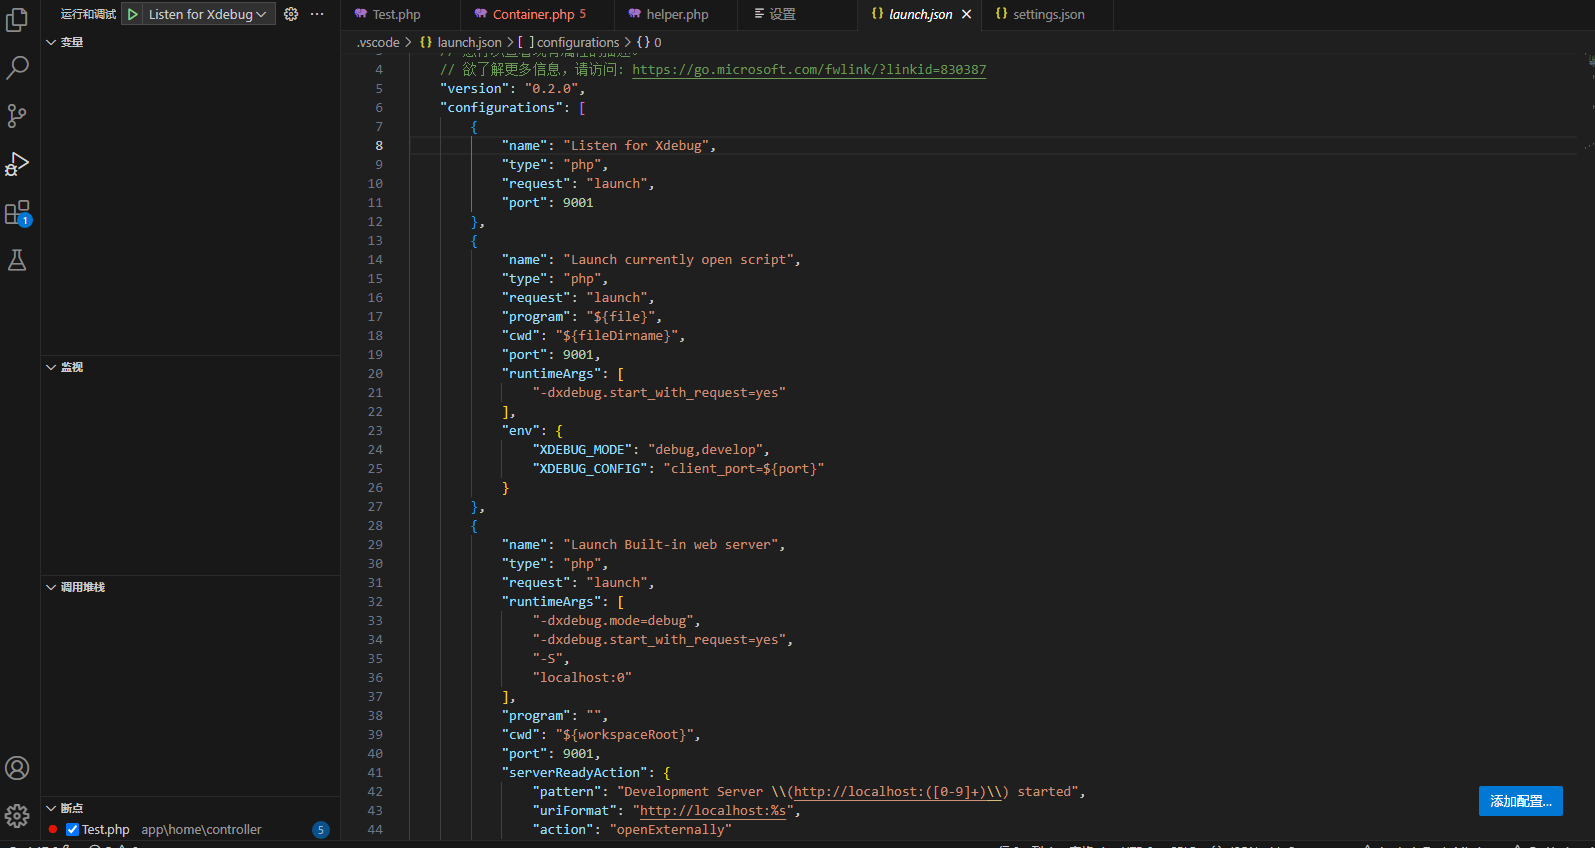 运行和调试 Listen for Xdebug ···
Test.php Container.php 5 helper.php 设置 launch.json settings.json
.vscode > {} launch.json > [ ] configurations > {} 0
变量
监视
调用堆栈
断点
Test.php app\home\controller 5
1
4 // 欲了解更多信息，请访问: https://go.microsoft.com/fwlink/?linkid=830387
5 "version": "0.2.0",
6 "configurations": [
7 {
8 "name": "Listen for Xdebug",
9 "type": "php",
10 "request": "launch",
11 "port": 9001
12 },
13 {
14 "name": "Launch currently open script",
15 "type": "php",
16 "request": "launch",
17 "program": "${file}",
18 "cwd": "${fileDirname}",
19 "port": 9001,
20 "runtimeArgs": [
21 "-dxdebug.start_with_request=yes"
22 ],
23 "env": {
24 "XDEBUG_MODE": "debug,develop",
25 "XDEBUG_CONFIG": "client_port=${port}"
26 }
27 },
28 {
29 "name": "Launch Built-in web server",
30 "type": "php",
31 "request": "launch",
32 "runtimeArgs": [
33 "-dxdebug.mode=debug",
34 "-dxdebug.start_with_request=yes",
35 "-S",
36 "localhost:0"
37 ],
38 "program": "",
39 "cwd": "${workspaceRoot}",
40 "port": 9001,
41 "serverReadyAction": {
42 "pattern": "Development Server \\(http://localhost:([0-9]+)\\) started",
43 "uriFormat": "http://localhost:%s",
44 "action": "openExternally"
添加配置...